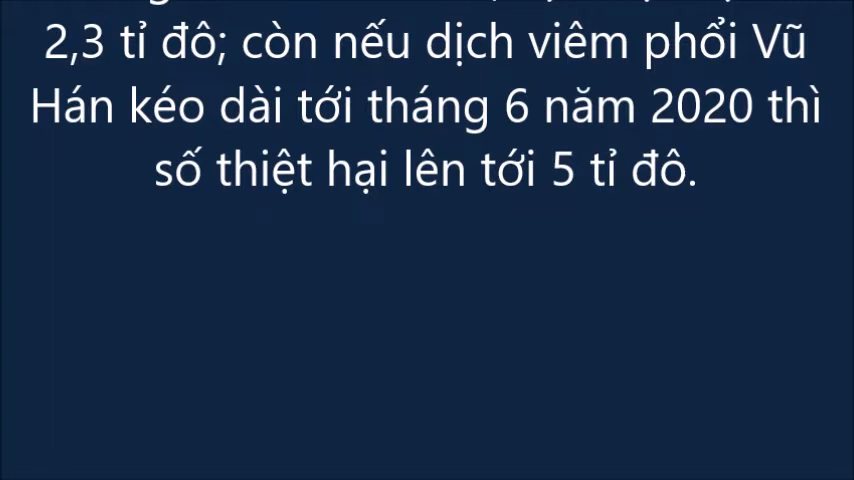 2,3 tỉ đô; còn nếu dịch viêm phổi Vũ
Hán kéo dài tới tháng 6 năm 2020 thì
số thiệt hại lên tới 5 tỉ đô.